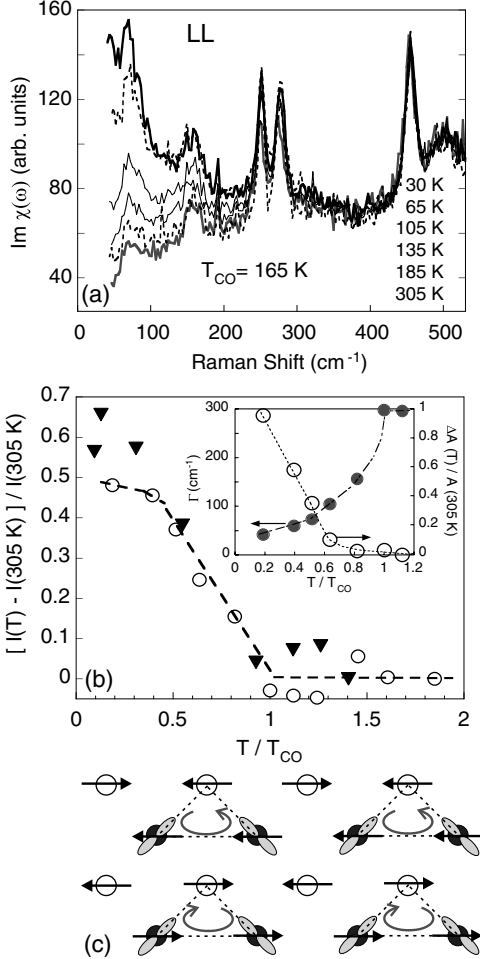 160
LL
120
80
40
Im χ(ω) (arb. units)
30 K
65 K
105 K
135 K
185 K
305 K
T_CO= 165 K
(a)
0 100 200 300 400 500
Raman Shift (cm⁻¹)
0.7
0.6
0.5
0.4
0.3
0.2
0.1
0
[ I(T) - I(305 K) ] / I(305 K)
300
200
100
0
Γ (cm⁻¹)
1
0.8
0.6
0.4
0.2
0
ΔA (T) / A (305K)
0 0.2 0.4 0.6 0.8 1 1.2
T / T_CO
(b)
0 0.5 1 1.5 2
T / T_CO
(c)